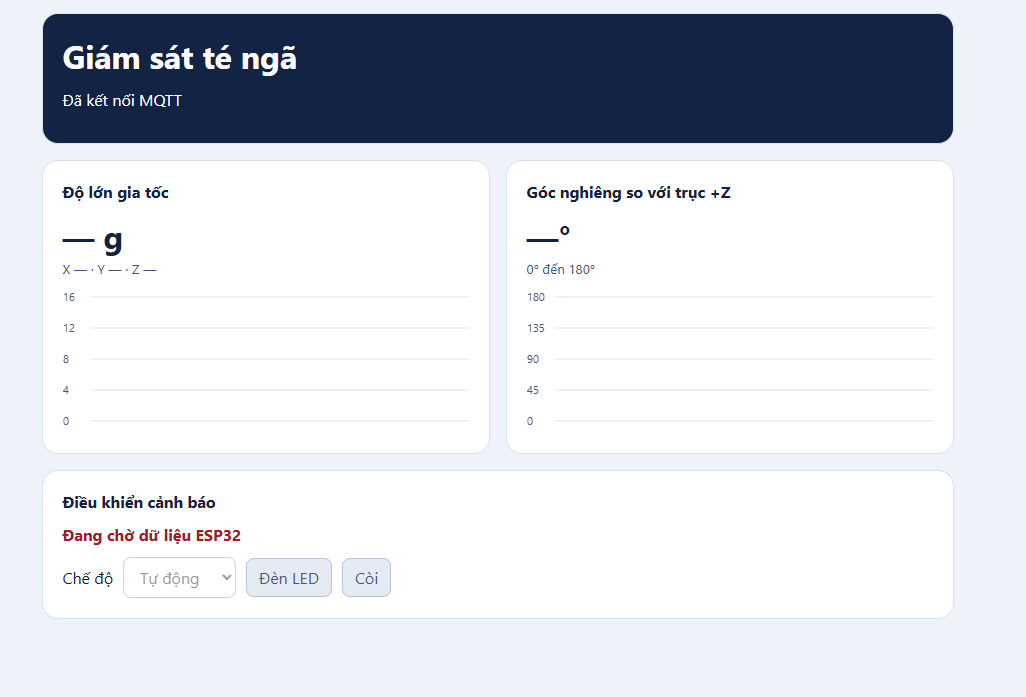 Giám sát té ngã
Đã kết nối MQTT
Độ lớn gia tốc
— g
X — · Y — · Z —
16
12
8
4
0
Góc nghiêng so với trục +Z
—°
0° đến 180°
180
135
90
45
0
Điều khiển cảnh báo
Đang chờ dữ liệu ESP32
Chế độ Tự động Đèn LED Còi